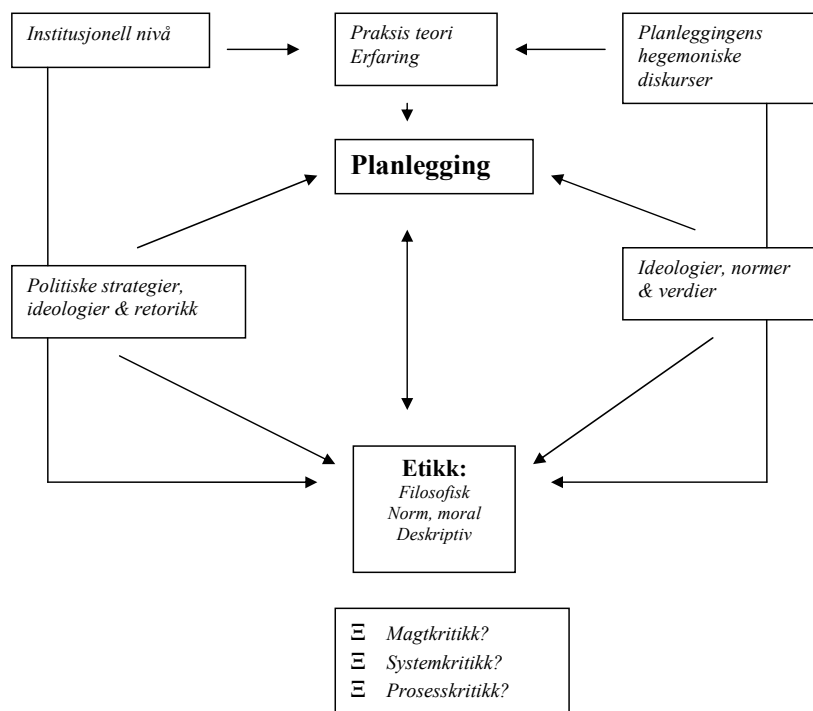 Institusjonell nivå
Praksis teori
Erfaring
Planleggingens
hegemoniske
diskurser
Planlegging
Politiske strategier,
ideologier & retorikk
Ideologier, normer
& verdier
Etikk:
Filosofisk
Norm, moral
Deskriptiv
Ξ Magtkritikk?
Ξ Systemkritikk?
Ξ Prosesskritikk?